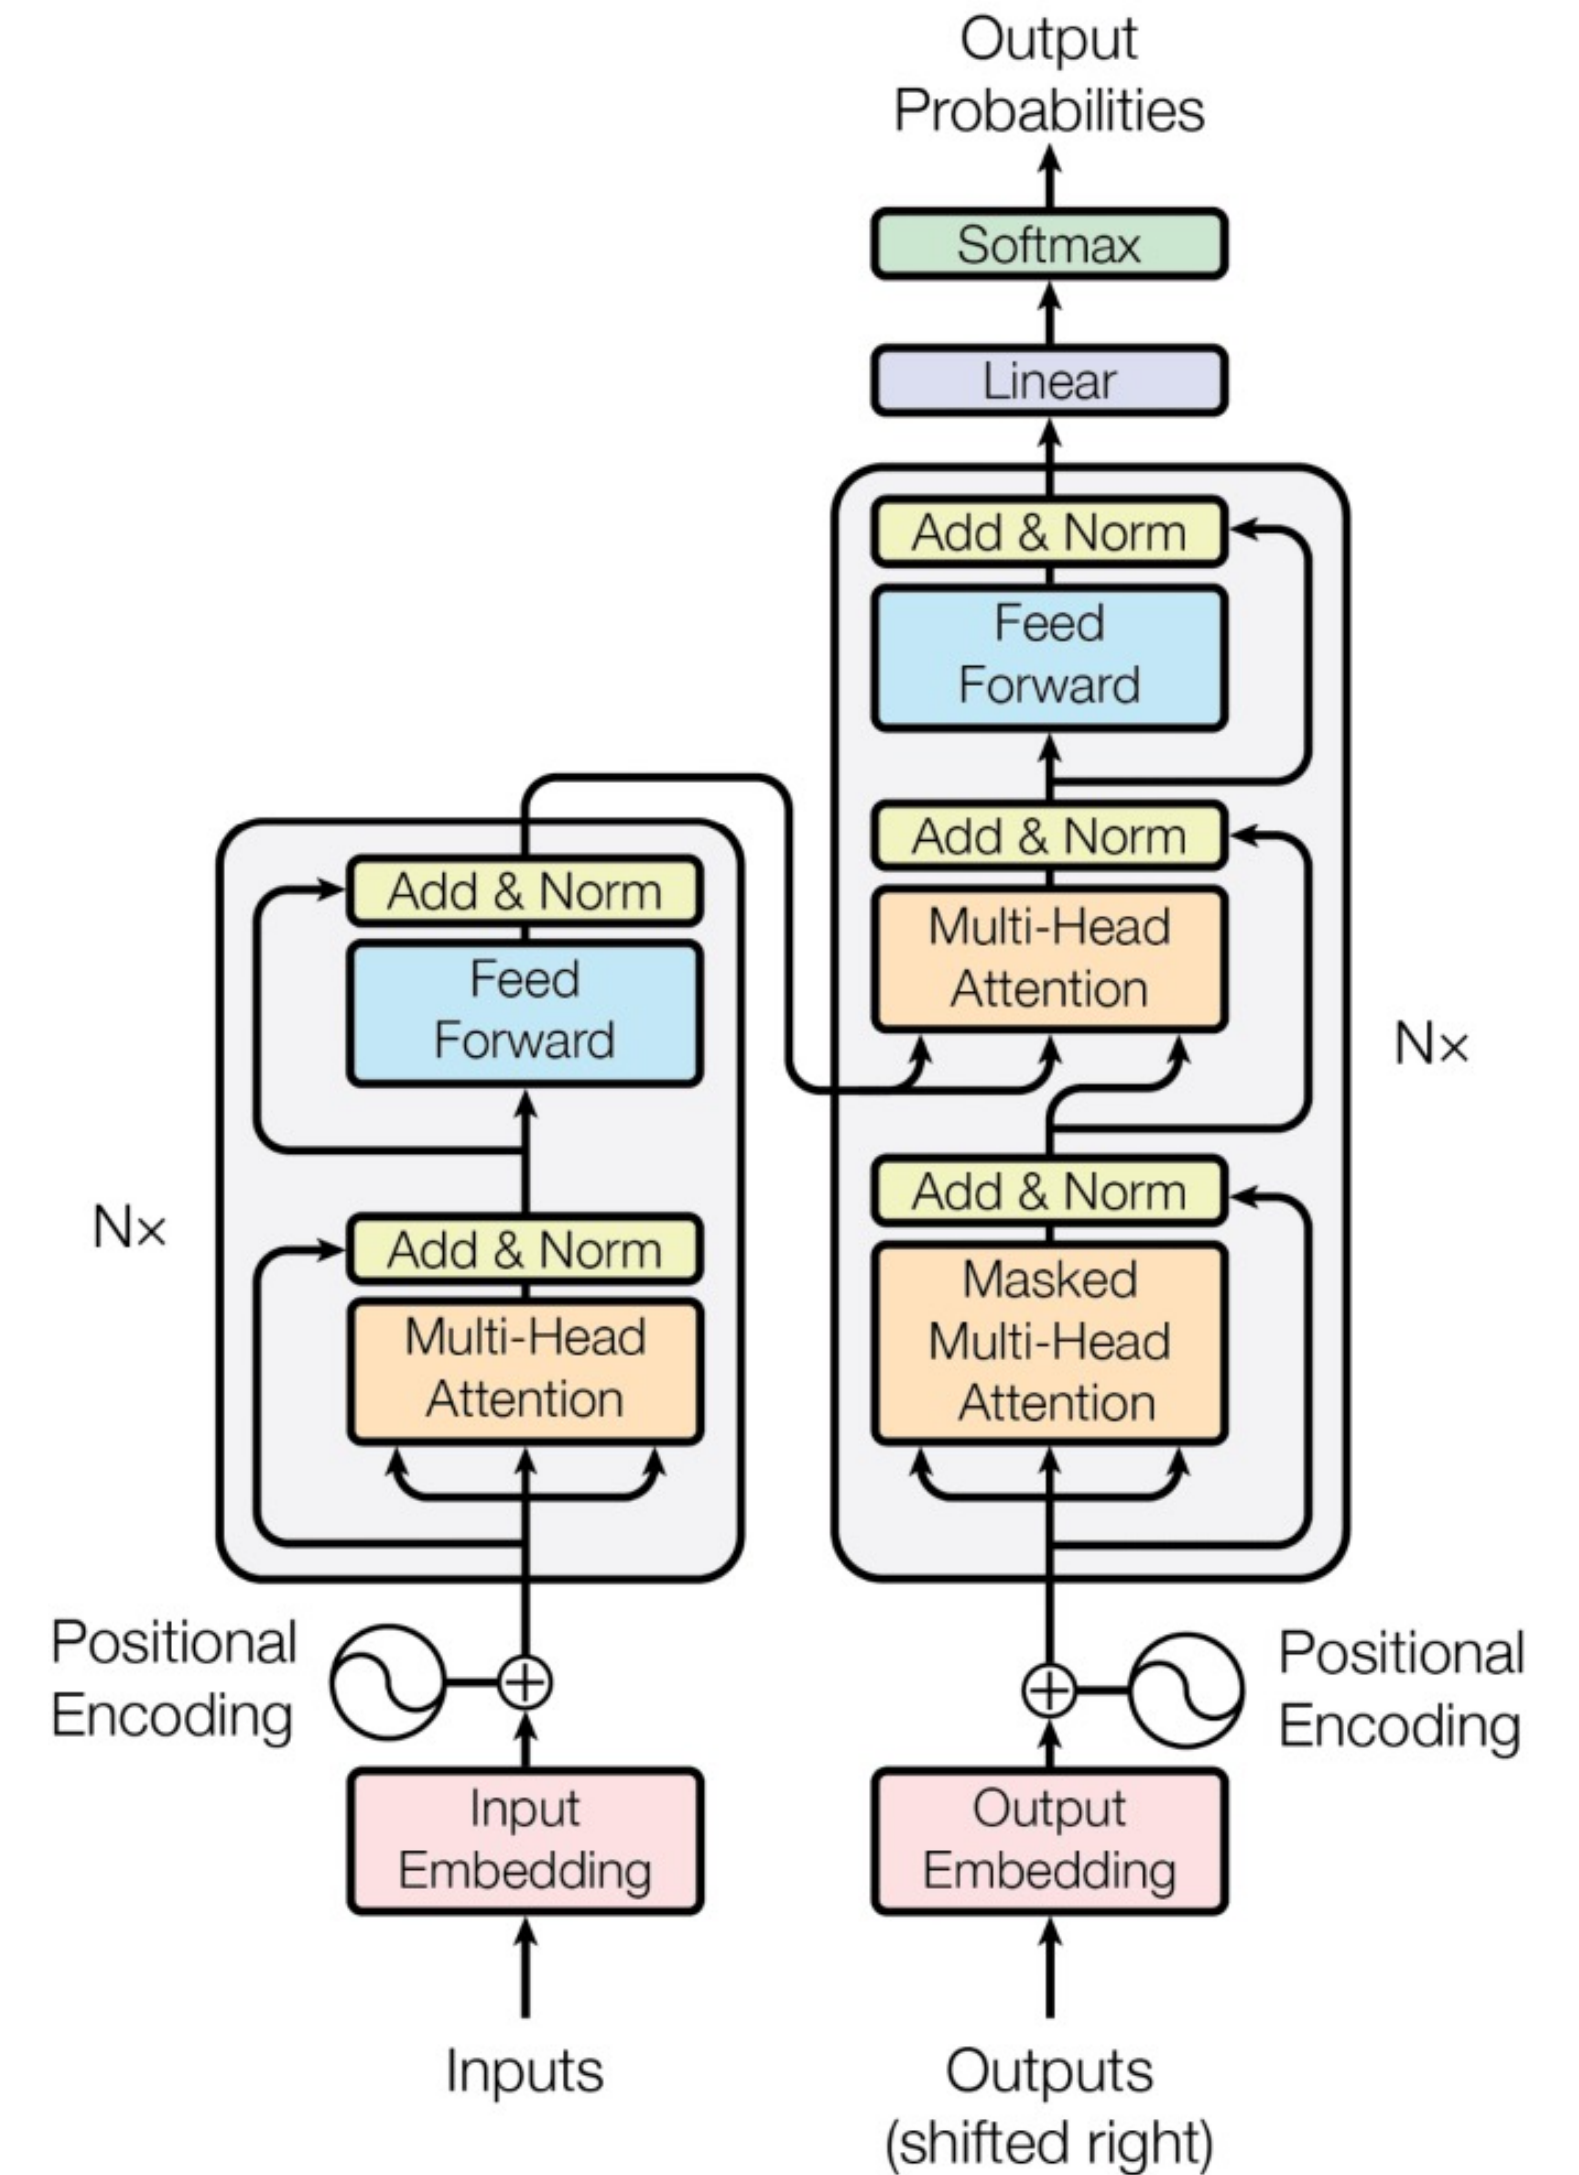 Output
Probabilities
Softmax
Linear
Add & Norm
Feed
Forward
Add & Norm
Multi-Head
Attention
Add & Norm
Masked
Multi-Head
Attention
N×
Add & Norm
Feed
Forward
Add & Norm
Multi-Head
Attention
N×
Positional
Encoding
Positional
Encoding
Input
Embedding
Output
Embedding
Inputs
Outputs
(shifted right)